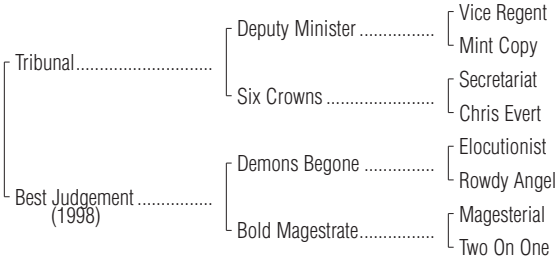 Vice Regent
Deputy Minister .................
Mint Copy
Tribunal.............................
Secretariat
Six Crowns ........................
Chris Evert
Elocutionist
Demons Begone ................
Rowdy Angel
Best Judgement ................
(1998)
Magesterial
Bold Magestrate.................
Two On One